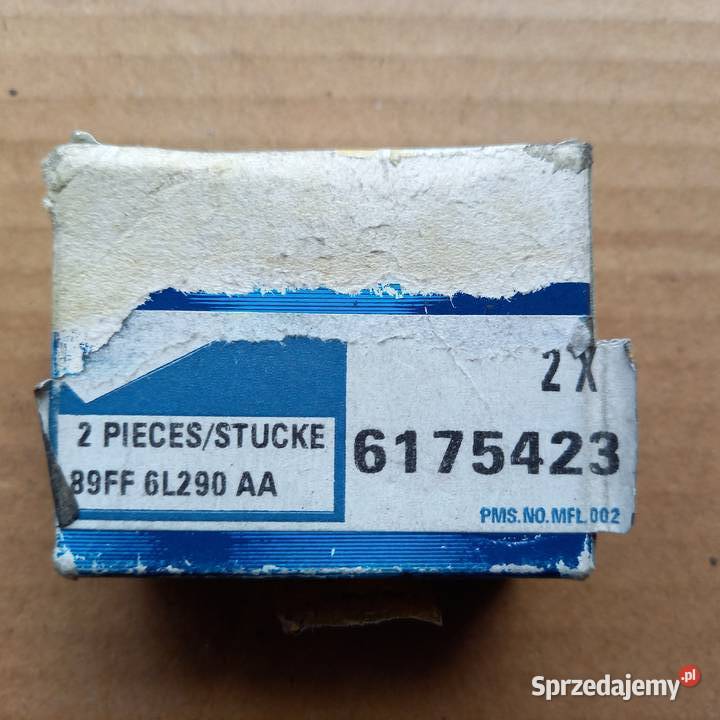 2 X
2 PIECES/STUCKE
6175423
89FF 6L290 AA
PMS.NO.MFL 002
Sprzedajemy.pl